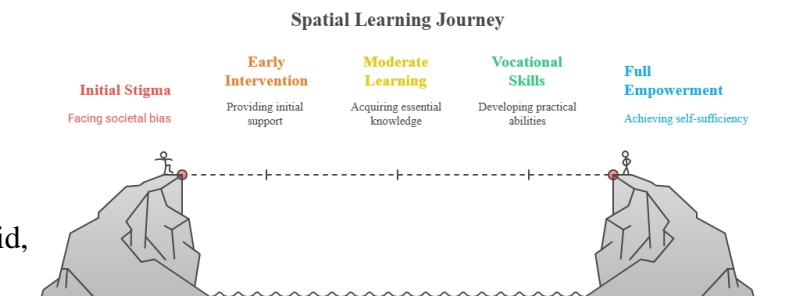 Spatial Learning Journey
Initial Stigma
Facing societal bias
Early
Intervention
Providing initial
support
Moderate
Learning
Acquiring essential
knowledge
Vocational
Skills
Developing practical
abilities
Full
Empowerment
Achieving self-sufficiency